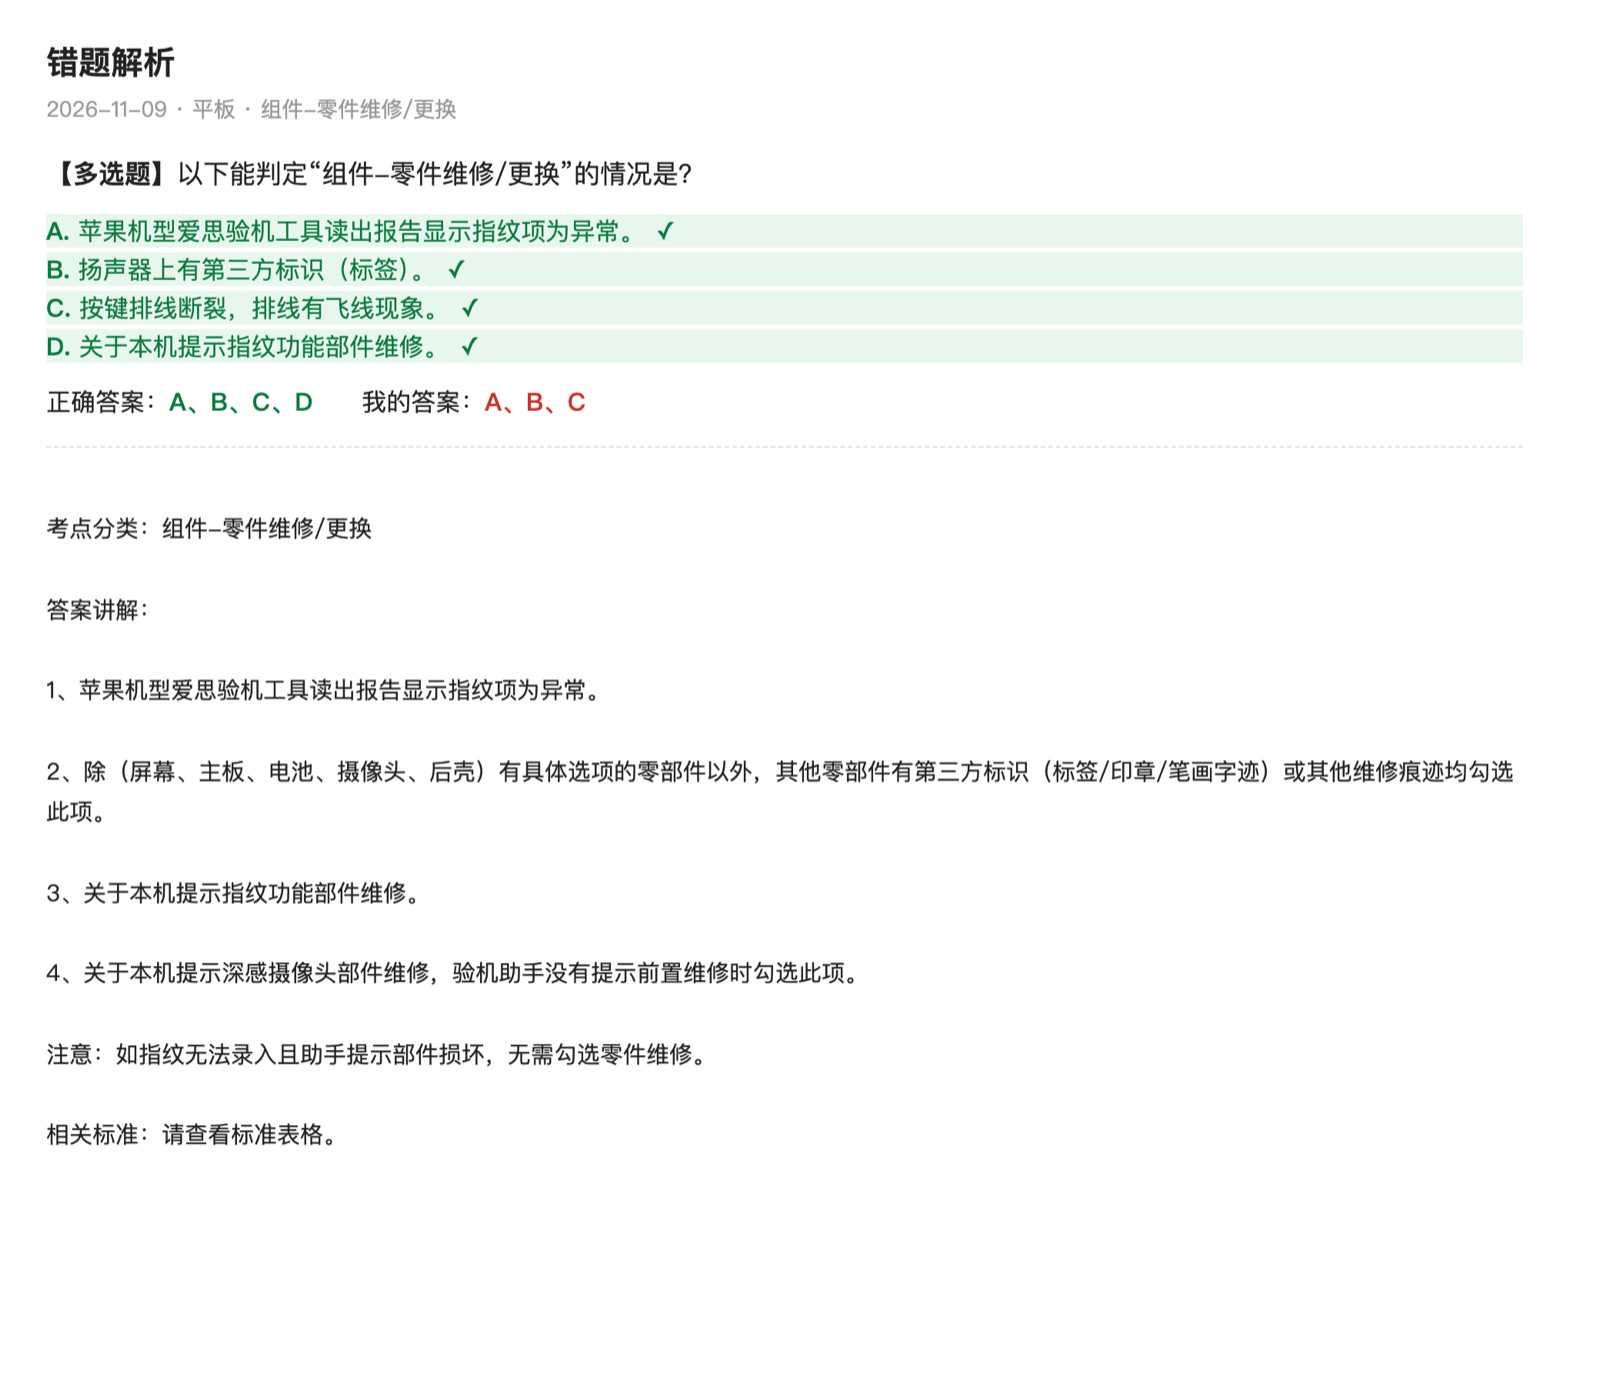 错题解析
2026-11-09 · 平板 · 组件-零件维修/更换
【多选题】以下能判定“组件-零件维修/更换”的情况是?
A. 苹果机型爱思验机工具读出报告显示指纹项为异常。 ✓
B. 扬声器上有第三方标识（标签）。 ✓
C. 按键排线断裂，排线有飞线现象。 ✓
D. 关于本机提示指纹功能部件维修。 ✓
正确答案：A、B、C、D 我的答案：A、B、C
考点分类：组件-零件维修/更换
答案讲解：
1、苹果机型爱思验机工具读出报告显示指纹项为异常。
2、除（屏幕、主板、电池、摄像头、后壳）有具体选项的零部件以外，其他零部件有第三方标识（标签/印章/笔画字迹）或其他维修痕迹均勾选
此项。
3、关于本机提示指纹功能部件维修。
4、关于本机提示深感摄像头部件维修，验机助手没有提示前置维修时勾选此项。
注意：如指纹无法录入且助手提示部件损坏，无需勾选零件维修。
相关标准：请查看标准表格。